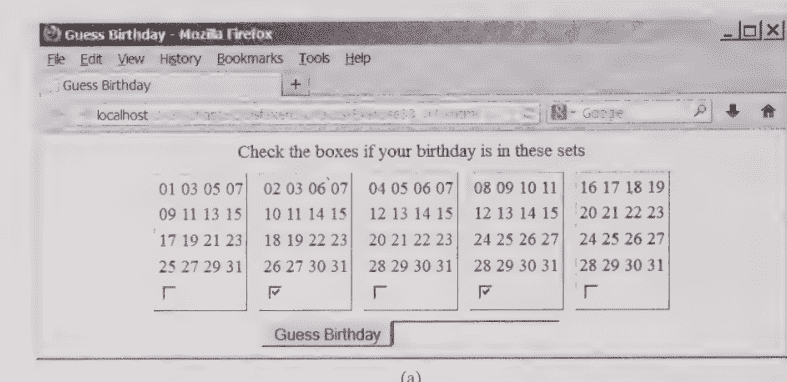 Guess Birthday - Mozilla Firefox
File Edit View History Bookmarks Tools Help
Guess Birthday +
localhost
Google
Check the boxes if your birthday is in these sets
01 03 05 07 02 03 06 07 04 05 06 07 08 09 10 11 16 17 18 19
09 11 13 15 10 11 14 15 12 13 14 15 12 13 14 15 20 21 22 23
17 19 21 23 18 19 22 23 20 21 22 23 24 25 26 27 24 25 26 27
25 27 29 31 26 27 30 31 28 29 30 31 28 29 30 31 28 29 30 31
Guess Birthday
(a)